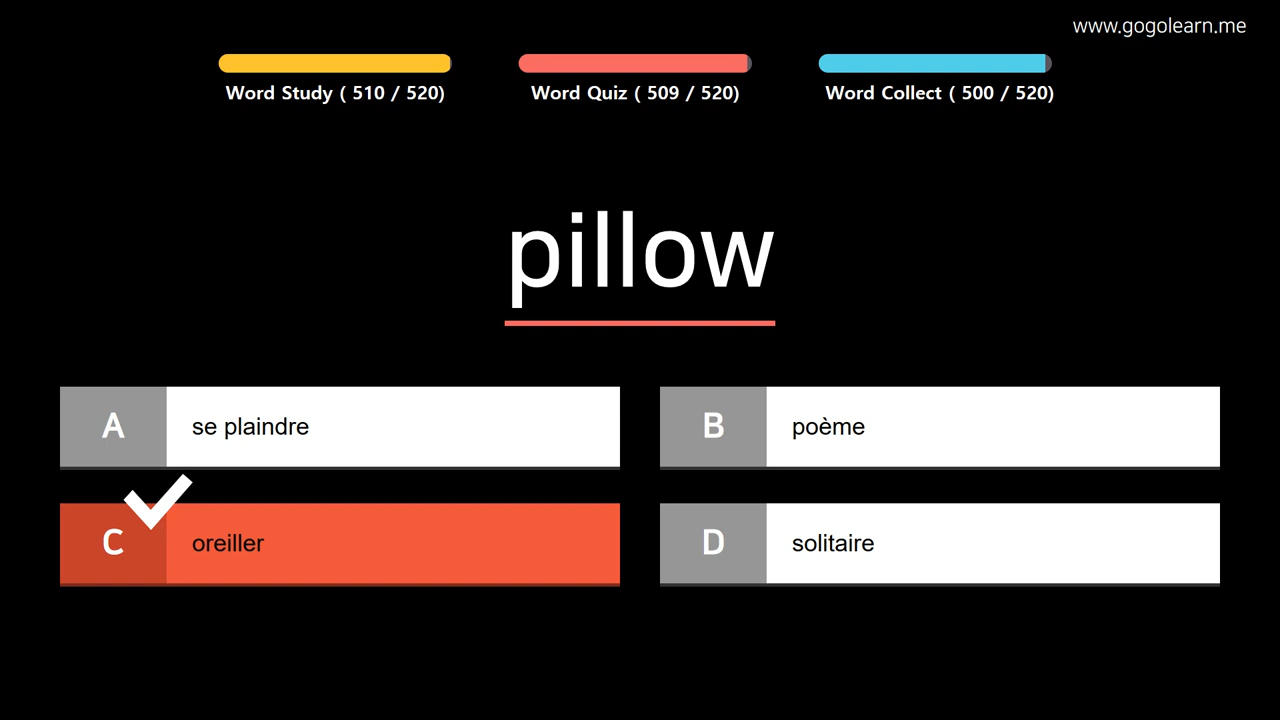 www.gogolearn.me
Word Study ( 510 / 520)
Word Quiz ( 509 / 520)
Word Collect ( 500 / 520)
pillow
A
se plaindre
B
poème
C
oreiller
D
solitaire